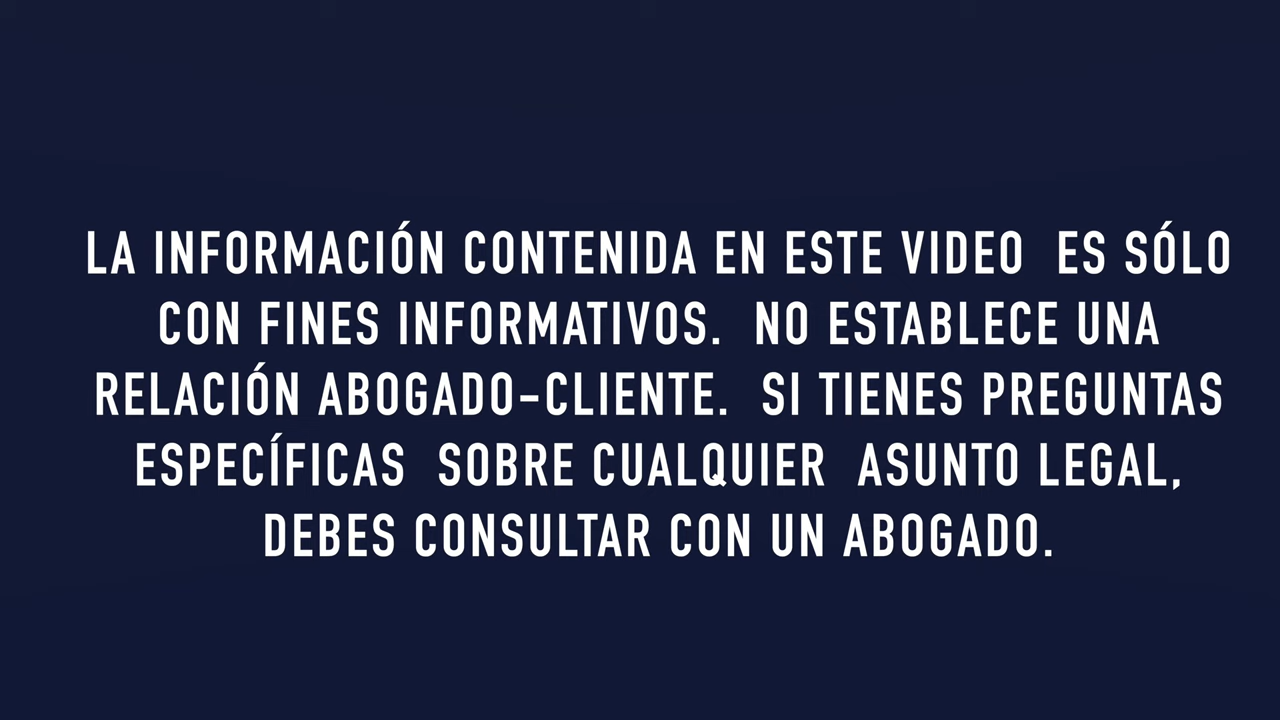 LA INFORMACIÓN CONTENIDA EN ESTE VIDEO ES SÓLO
CON FINES INFORMATIVOS. NO ESTABLECE UNA
RELACIÓN ABOGADO-CLIENTE. SI TIENES PREGUNTAS
ESPECÍFICAS SOBRE CUALQUIER ASUNTO LEGAL,
DEBES CONSULTAR CON UN ABOGADO.